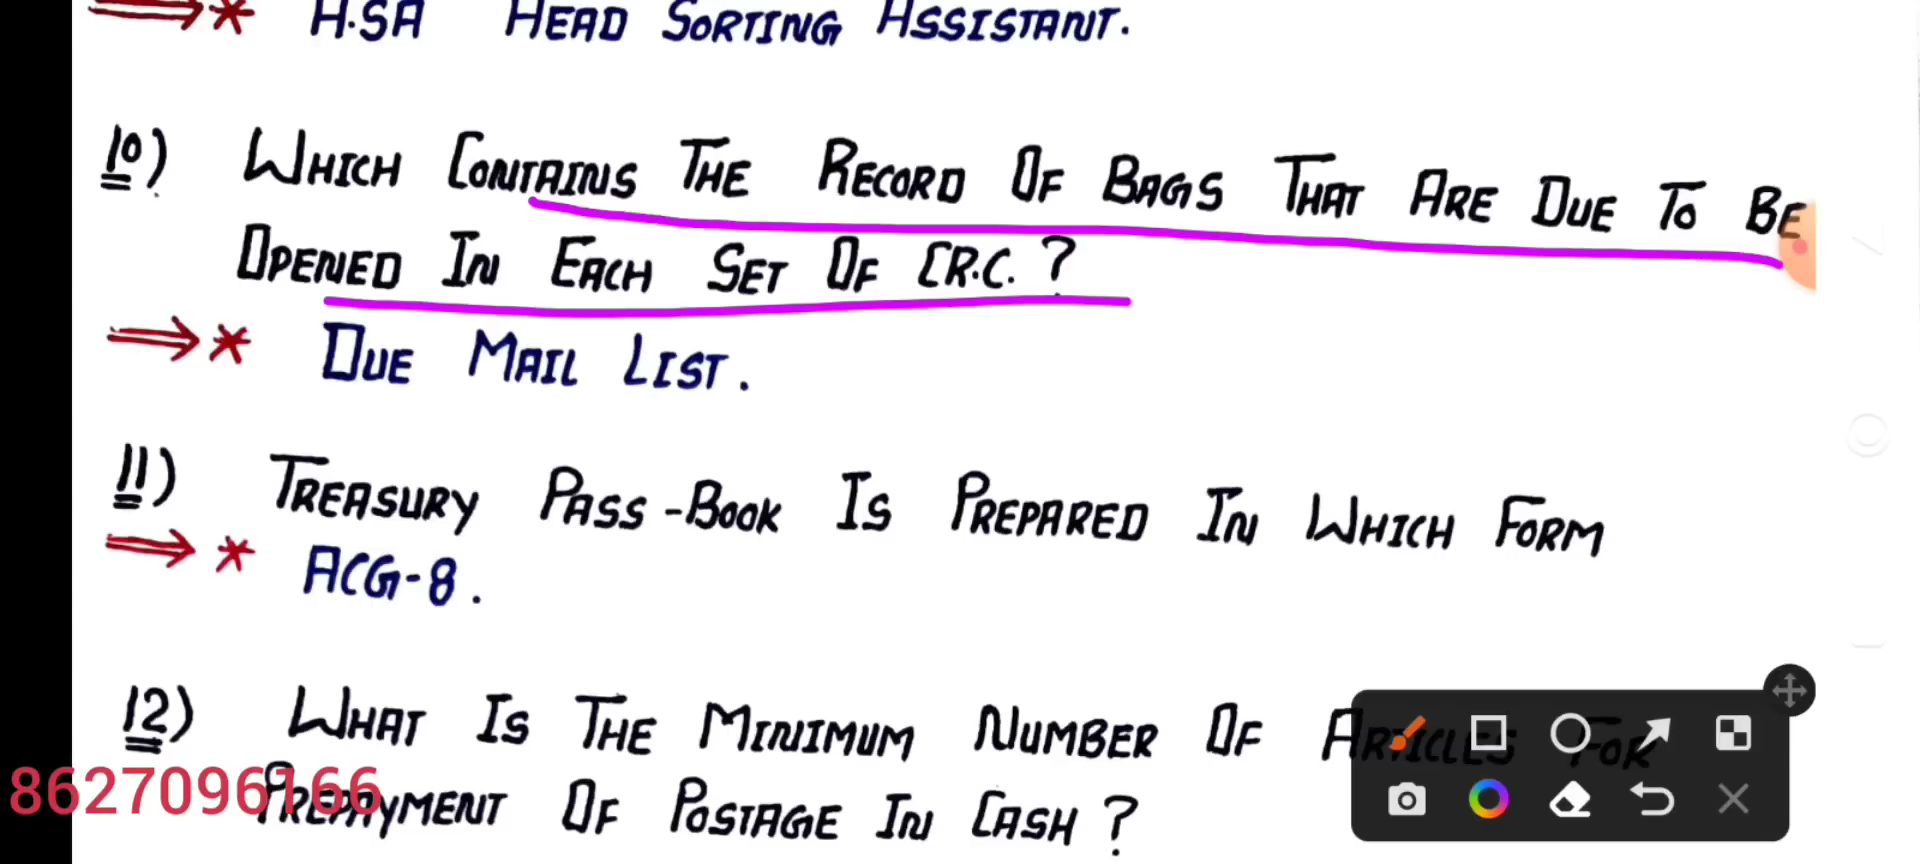 ⟹* H.SA HEAD SORTING ASSISTANT.
10) WHICH CONTAINS THE RECORD OF BAGS THAT ARE DUE TO BE
OPENED IN EACH SET OF C.R.C. ?
⟹* DUE MAIL LIST.
11) TREASURY PASS-BOOK IS PREPARED IN WHICH FORM
⟹* ACG-8.
12) WHAT IS THE MINIMUM NUMBER OF ARTICLES FOR
PREPAYMENT OF POSTAGE IN CASH ?
8627096166